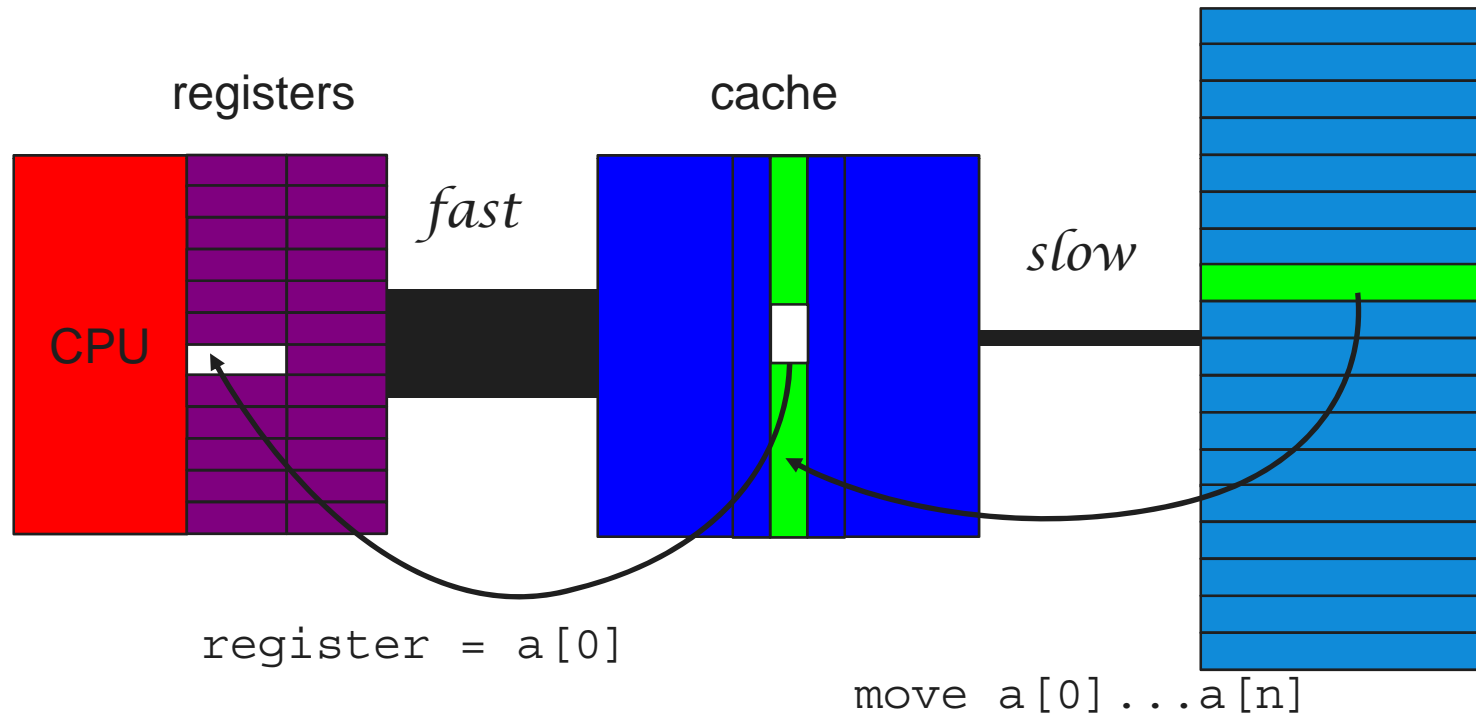 registers
cache
fast
slow
CPU
register = a[0]
move a[0]...a[n]